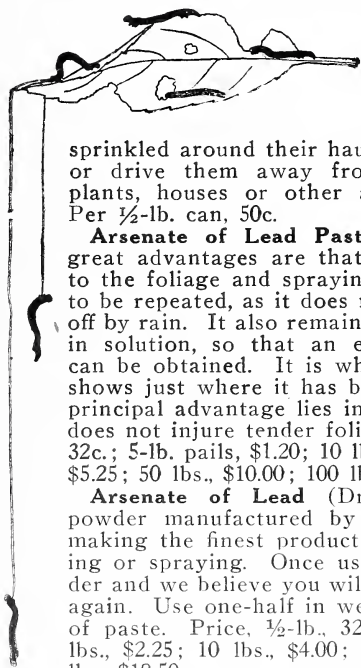 sprinkled around their hau
or drive them away fro
plants, houses or other
Per ½-lb. can, 50c.
Arsenate of Lead Past
great advantages are that
to the foliage and sprayin
to be repeated, as it does
off by rain. It also remain
in solution, so that an e
can be obtained. It is wh
shows just where it has b
principal advantage lies in
does not injure tender foli
32c.; 5-lb. pails, $1.20; 10 l
$5.25; 50 lbs., $10.00; 100 l
Arsenate of Lead (Dr
powder manufactured by
making the finest product
ing or spraying. Once us
der and we believe you wil
again. Use one-half in we
of paste. Price, ½-lb., 32
lbs., $2.25; 10 lbs., $4.00;